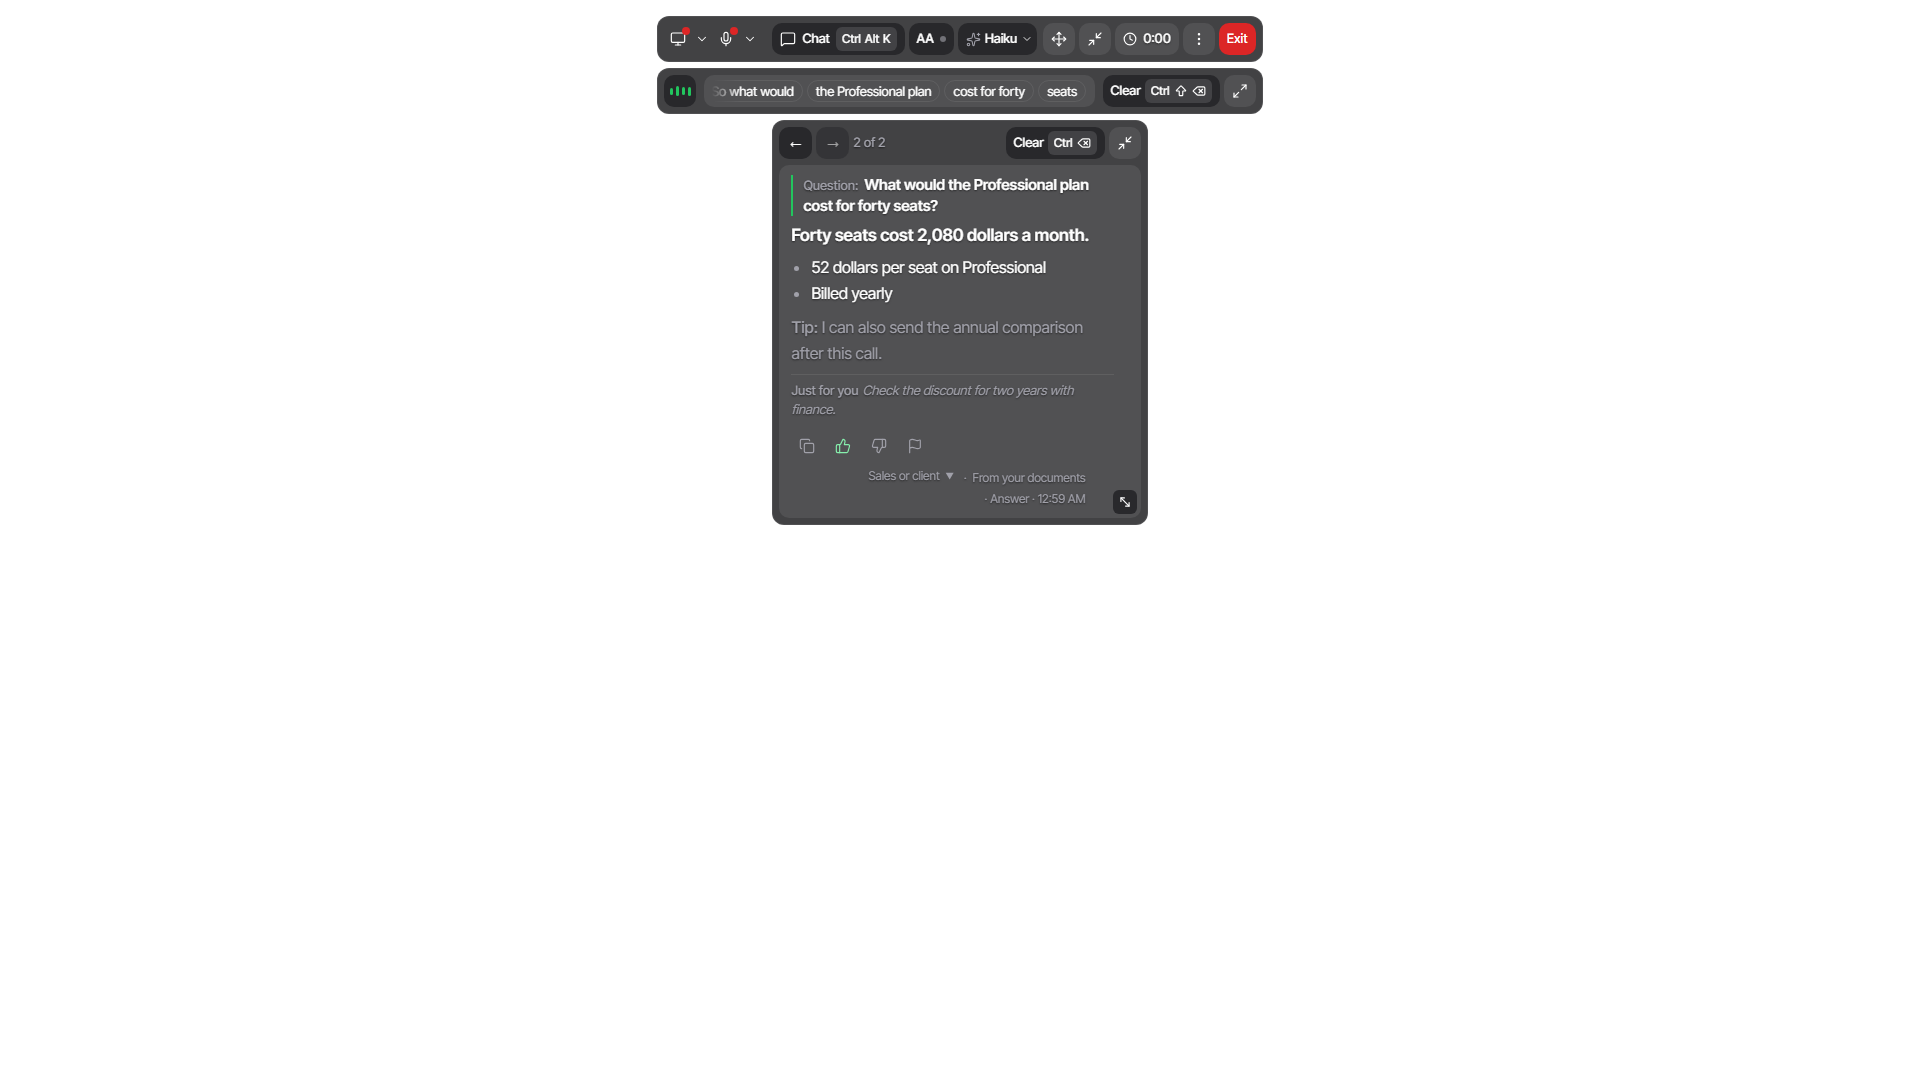 Chat Ctrl Alt K AA Haiku 0:00 Exit
So what would the Professional plan cost for forty seats Clear Ctrl
← → 2 of 2 Clear Ctrl
Question: What would the Professional plan
cost for forty seats?
Forty seats cost 2,080 dollars a month.
• 52 dollars per seat on Professional
• Billed yearly
Tip: I can also send the annual comparison
after this call.
Just for you Check the discount for two years with
finance.
Sales or client ▼ · From your documents
· Answer · 12:59 AM